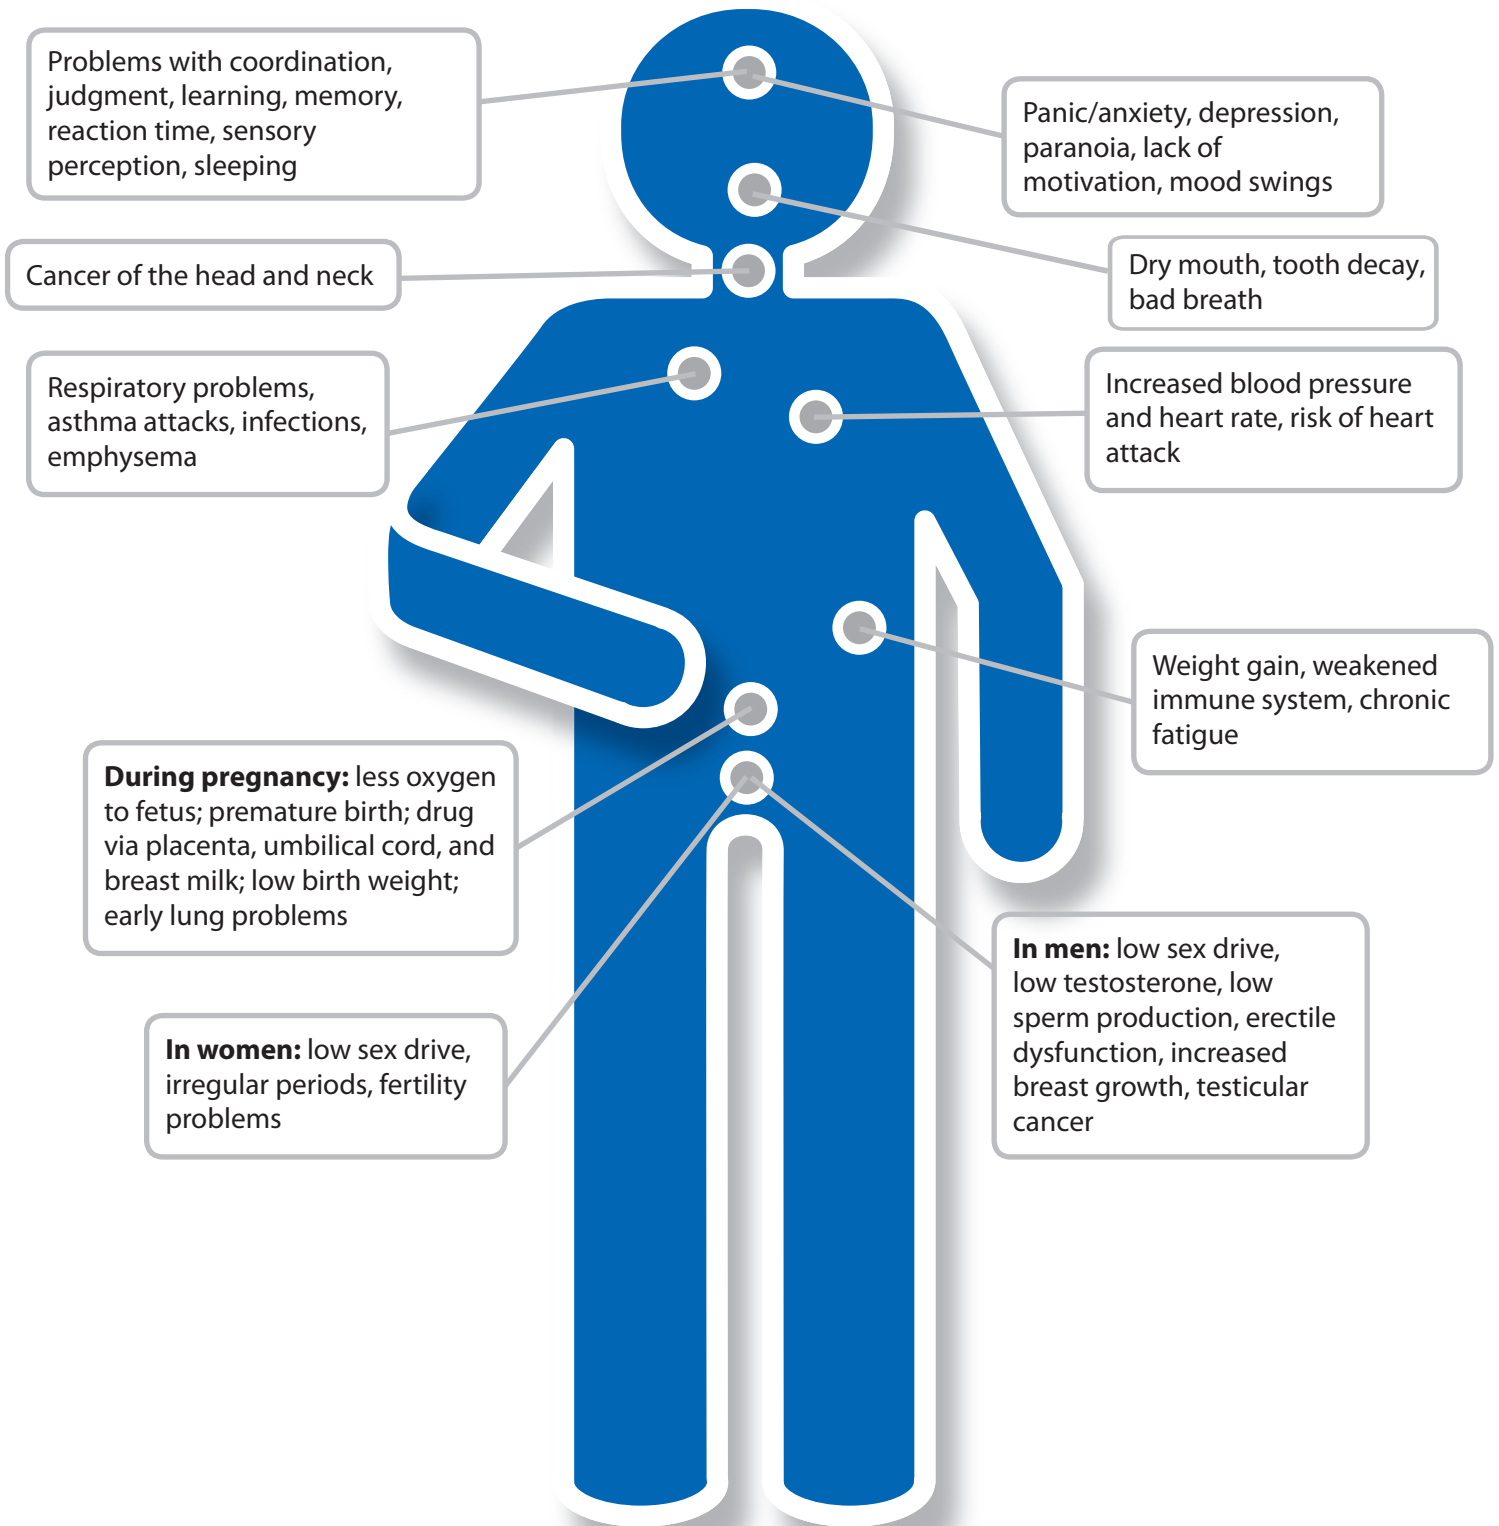 Problems with coordination,
judgment, learning, memory,
reaction time, sensory
perception, sleeping
Panic/anxiety, depression,
paranoia, lack of
motivation, mood swings
Cancer of the head and neck
Dry mouth, tooth decay,
bad breath
Respiratory problems,
asthma attacks, infections,
emphysema
Increased blood pressure
and heart rate, risk of heart
attack
Weight gain, weakened
immune system, chronic
fatigue
During pregnancy: less oxygen
to fetus; premature birth; drug
via placenta, umbilical cord, and
breast milk; low birth weight;
early lung problems
In men: low sex drive,
low testosterone, low
sperm production, erectile
dysfunction, increased
breast growth, testicular
cancer
In women: low sex drive,
irregular periods, fertility
problems